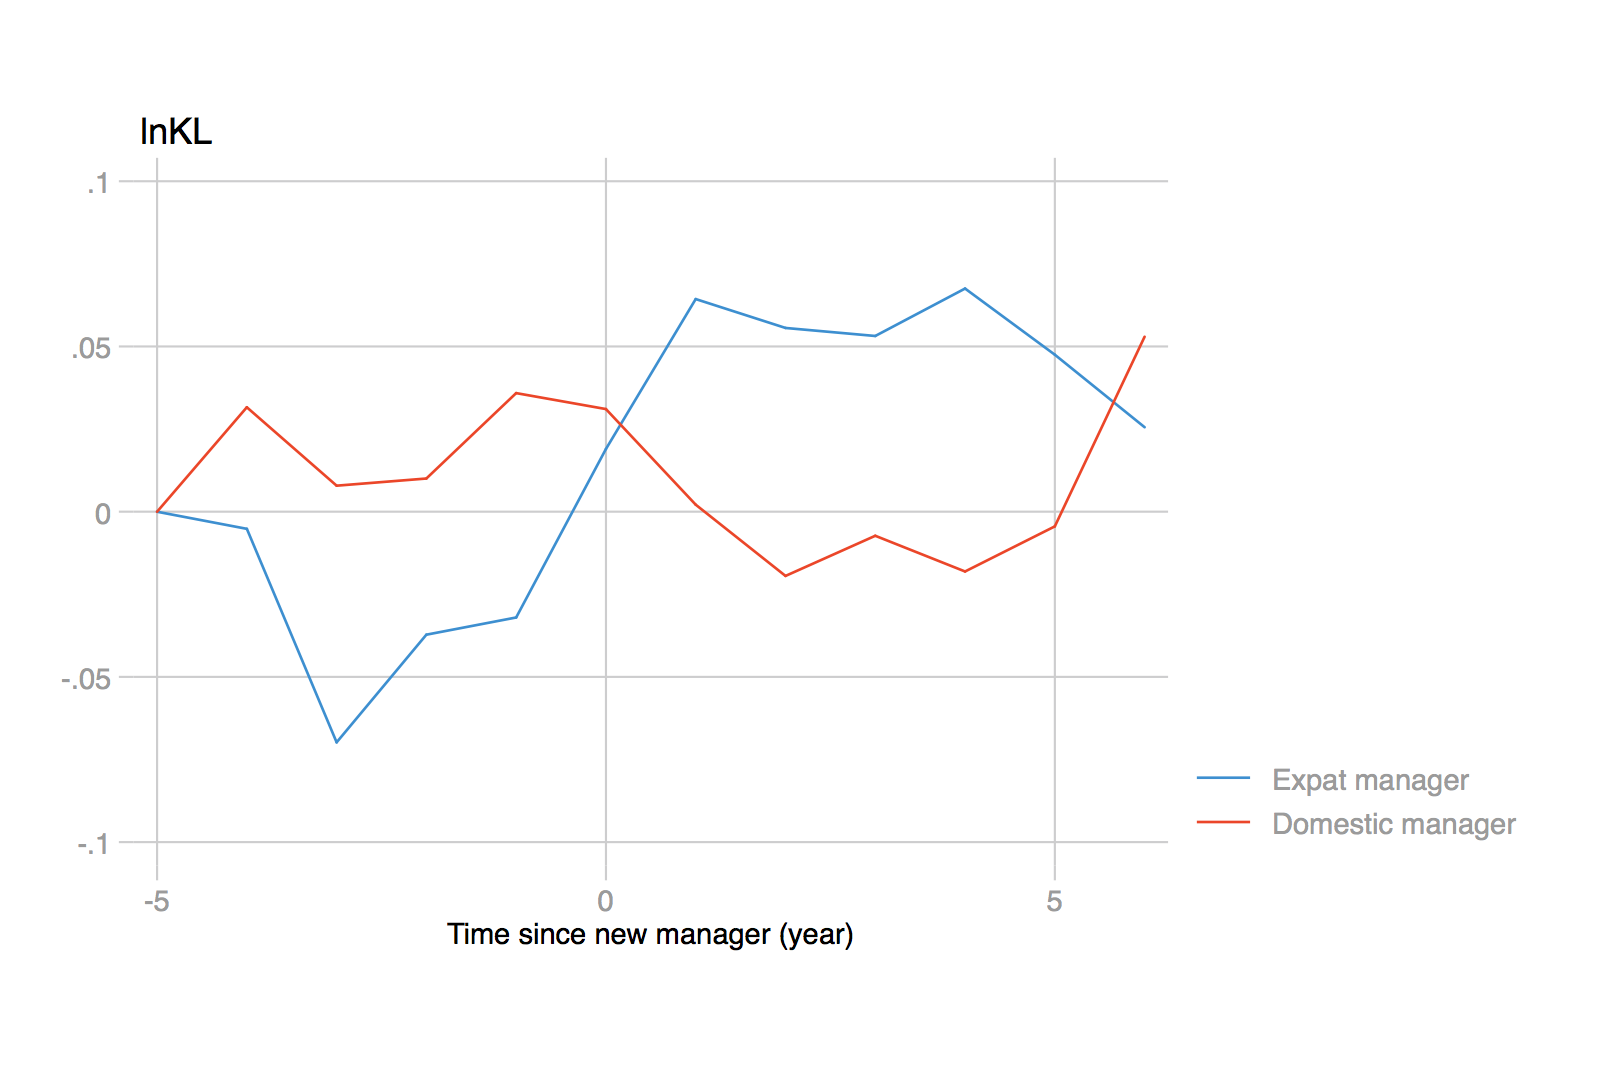 lnKL
.1
.05
0
-.05
-.1
-5 0 5
Time since new manager (year)
Expat manager
Domestic manager